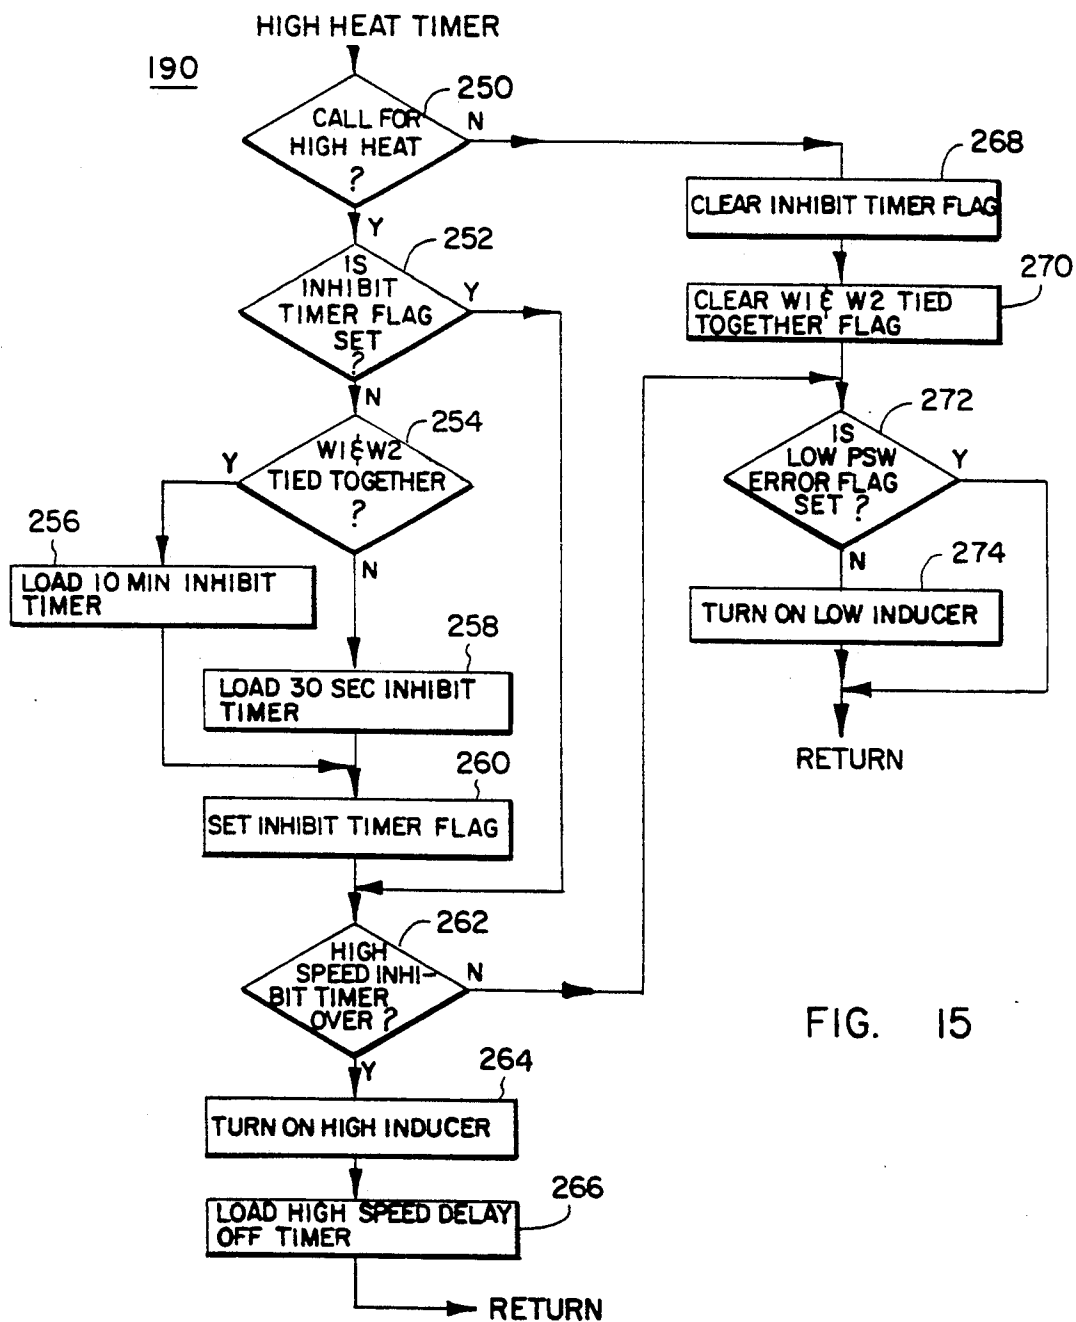 HIGH HEAT TIMER
190
250
CALL FOR
HIGH HEAT
?
N
Y
252
IS
INHIBIT
TIMER FLAG
SET
?
Y
N
254
W1 & W2
TIED TOGETHER
?
Y
N
256
LOAD 10 MIN INHIBIT
TIMER
258
LOAD 30 SEC INHIBIT
TIMER
260
SET INHIBIT TIMER FLAG
262
HIGH
SPEED INHI-
BIT TIMER
OVER ?
N
Y
264
TURN ON HIGH INDUCER
266
LOAD HIGH SPEED DELAY
OFF TIMER
RETURN
268
CLEAR INHIBIT TIMER FLAG
270
CLEAR W1 & W2 TIED
TOGETHER' FLAG
272
IS
LOW PSW
ERROR FLAG
SET ?
Y
N
274
TURN ON LOW INDUCER
RETURN
FIG. 15